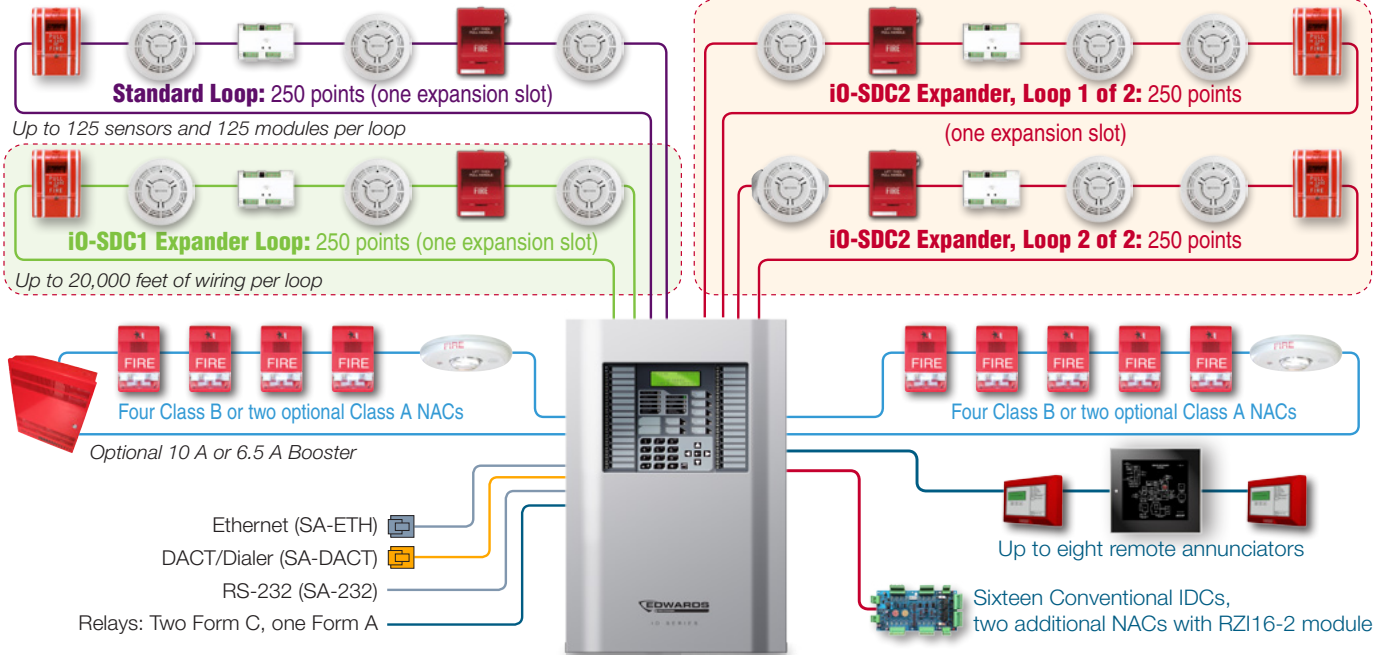 Standard Loop: 250 points (one expansion slot)
Up to 125 sensors and 125 modules per loop
iO-SDC1 Expander Loop: 250 points (one expansion slot)
Up to 20,000 feet of wiring per loop
iO-SDC2 Expander, Loop 1 of 2: 250 points
(one expansion slot)
iO-SDC2 Expander, Loop 2 of 2: 250 points
FIRE
FIRE
FIRE
FIRE
FIRE
Four Class B or two optional Class A NACs
Optional 10 A or 6.5 A Booster
FIRE
FIRE
FIRE
FIRE
FIRE
FIRE
Four Class B or two optional Class A NACs
Ethernet (SA-ETH)
DACT/Dialer (SA-DACT)
RS-232 (SA-232)
Relays: Two Form C, one Form A
EDWARDS
iO SERIES
Up to eight remote annunciators
Sixteen Conventional IDCs,
two additional NACs with RZI16-2 module